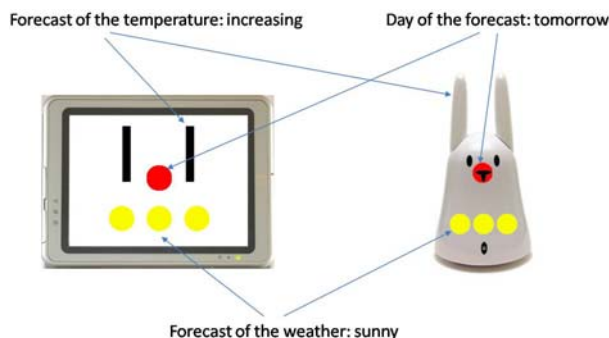 Forecast of the temperature: increasing
Day of the forecast: tomorrow
Forecast of the weather: sunny